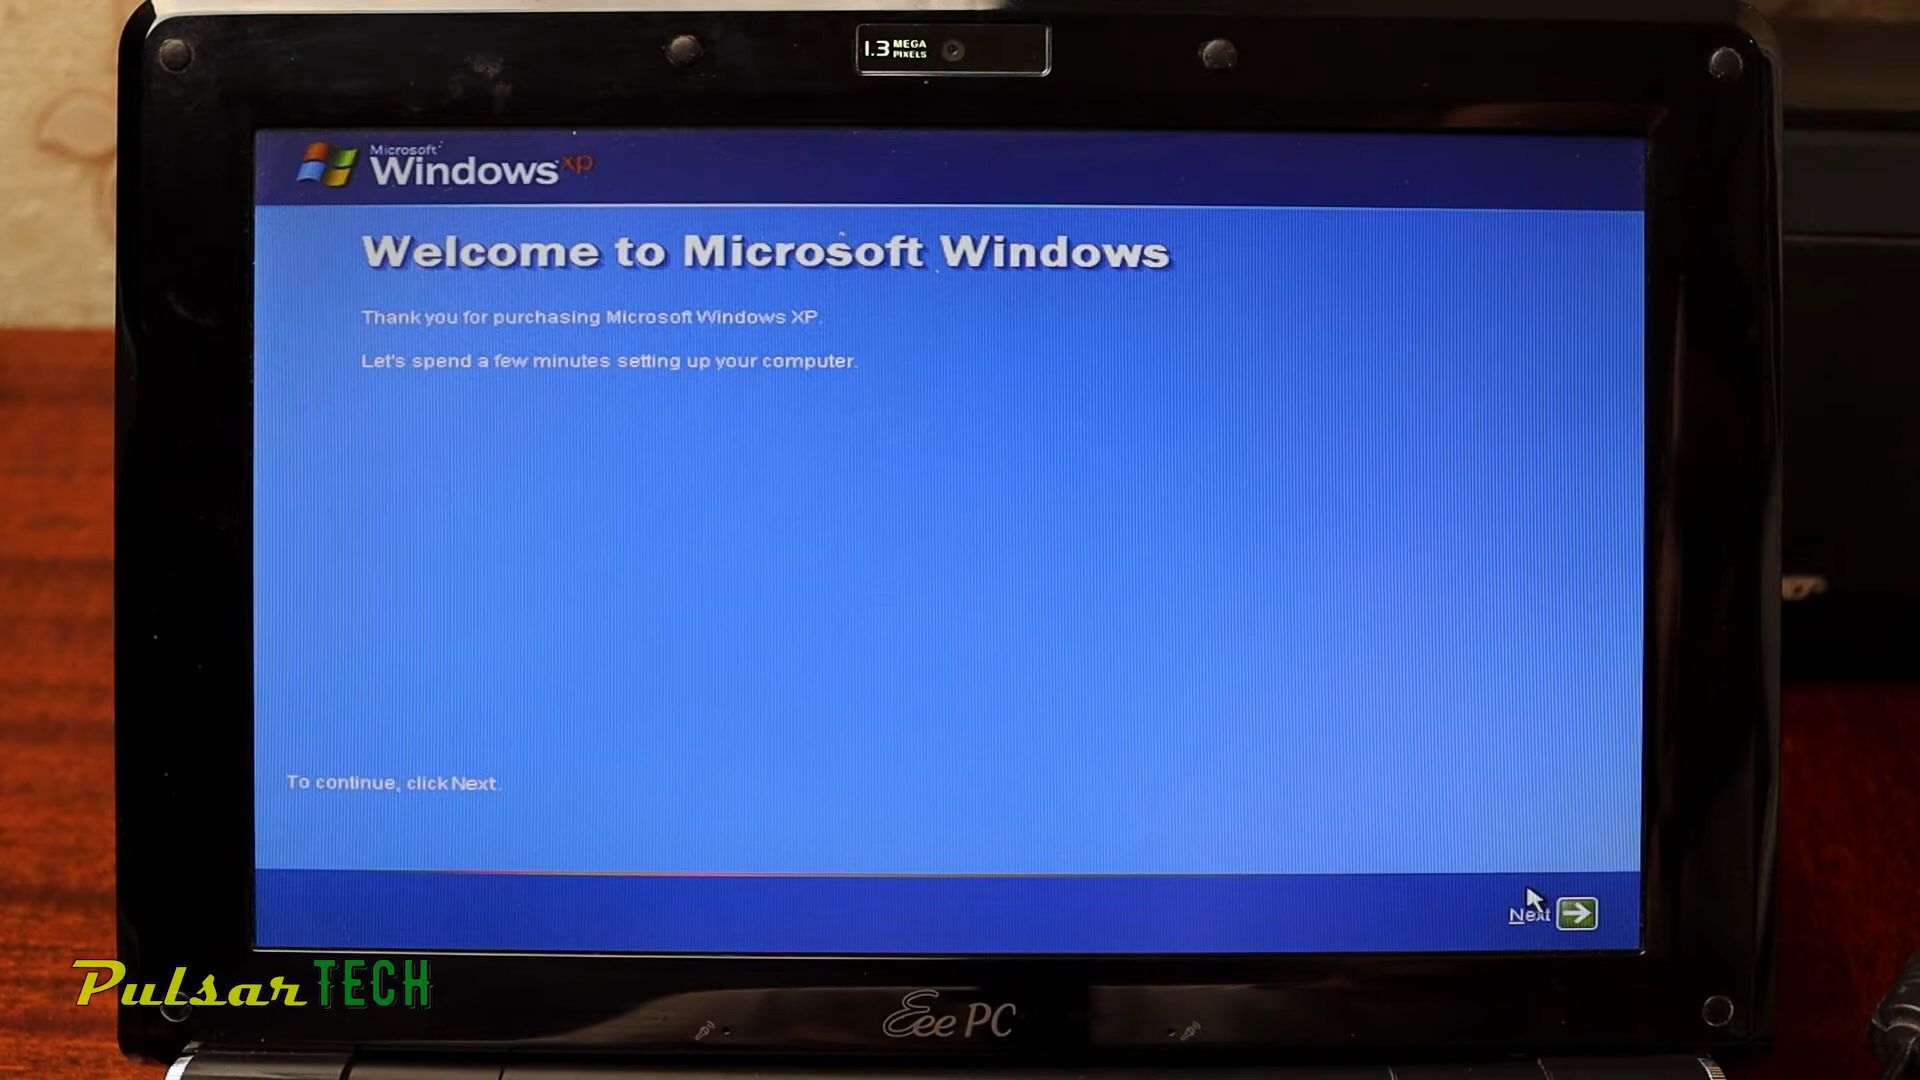 1.3 MEGA
PIXELS
Microsoft
Windows xp
Welcome to Microsoft Windows
Thank you for purchasing Microsoft Windows XP.
Let's spend a few minutes setting up your computer.
To continue, click Next.
Next
Pulsar TECH
Eee PC